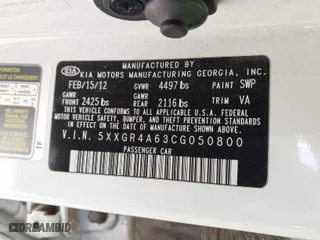 MANUFACTURED BY
KIA KIA MOTORS MANUFACTURING GEORGIA, INC.
FEB/15/12 GVWR 4497 lbs PAINT SWP
GAWR GAWR
FRONT 2425 lbs REAR 2116 lbs TRIM VA
THIS VEHICLE CONFORMS TO ALL APPLICABLE
FEDERAL MOTOR VEHICLE SAFETY, BUMPER,
AND THEFT PREVENTION STANDARDS IN EFFECT ON
THE DATE OF MANUFACTURE SHOWN ABOVE.
V.I.N. 5XXGR4A63CG050800
PASSENGER CAR